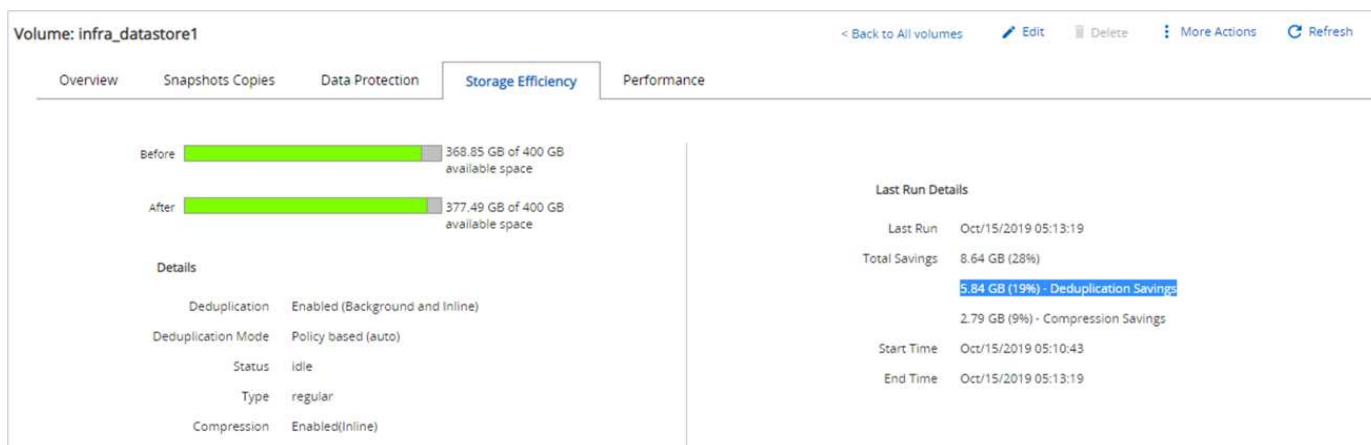 Volume: infra_datastore1
< Back to All volumes Edit Delete More Actions Refresh
Overview Snapshots Copies Data Protection Storage Efficiency Performance
Before 368.85 GB of 400 GB
available space
After 377.49 GB of 400 GB
available space
Details
Deduplication Enabled (Background and Inline)
Deduplication Mode Policy based (auto)
Status idle
Type regular
Compression Enabled(Inline)
Last Run Details
Last Run Oct/15/2019 05:13:19
Total Savings 8.64 GB (28%)
5.84 GB (19%) - Deduplication Savings
2.79 GB (9%) - Compression Savings
Start Time Oct/15/2019 05:10:43
End Time Oct/15/2019 05:13:19